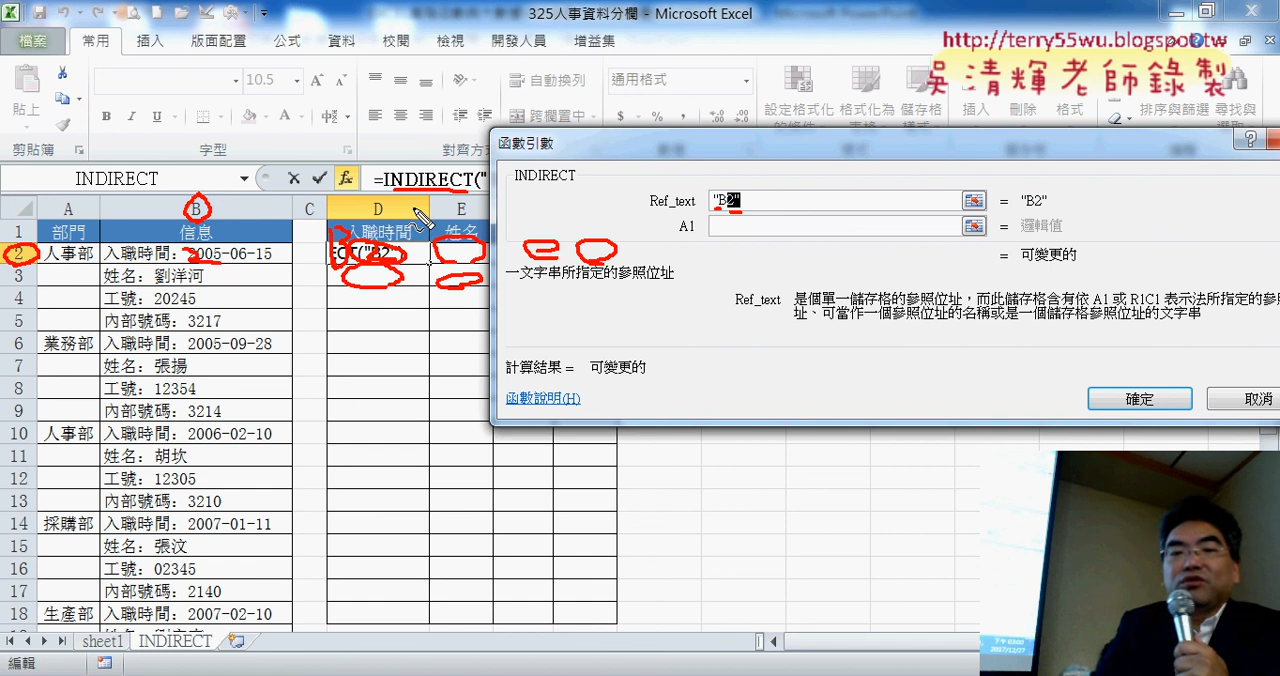 325人事資料分欄 - Microsoft Excel
檔案 常用 插入 版面配置 公式 資料 校閱 檢視 開發人員 增益集
http://terry55wu.blogspot.tw
吳清輝老師錄製
貼上 10.5 自動換列 通用格式 設定格式化 格式化為 儲存格 插入 刪除 格式 排序與篩選 尋找與
B I U 跨欄置中 $ %
剪貼簿 字型 對齊方式
INDIRECT =INDIRECT("
函數引數
INDIRECT
Ref_text "B2" = "B2"
A1 = 邏輯值
= 可變更的
一文字串所指定的參照位址
Ref_text 是個單一儲存格的參照位址，而此儲存格含有依 A1 或 R1C1 表示法所指定的參照
址、可當作一個參照位址的名稱或是一個儲存格參照位址的文字串
計算結果 = 可變更的
函數說明(H) 確定 取消
A B C D E
1 部門 信息 入職時間 姓名
2 人事部 入職時間：2005-06-15 ECT("B2")
3 姓名：劉洋河
4 工號：20245
5 內部號碼：3217
6 業務部 入職時間：2005-09-28
7 姓名：張揚
8 工號：12354
9 內部號碼：3214
10 人事部 入職時間：2006-02-10
11 姓名：胡坎
12 工號：12305
13 內部號碼：3210
14 採購部 入職時間：2007-01-11
15 姓名：張汶
16 工號：02345
17 內部號碼：2140
18 生產部 入職時間：2007-02-10
sheet1 INDIRECT
編輯
2017/12/27